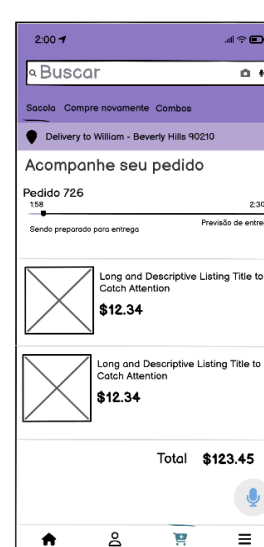 2:00
Buscar
Sacola Compre novamente Combos
Delivery to William - Beverly Hills 90210
Acompanhe seu pedido
Pedido 726
1:58 2:30
Sendo preparado para entrega Previsão de entre
Long and Descriptive Listing Title to
Catch Attention
$12.34
Long and Descriptive Listing Title to
Catch Attention
$12.34
Total $123.45